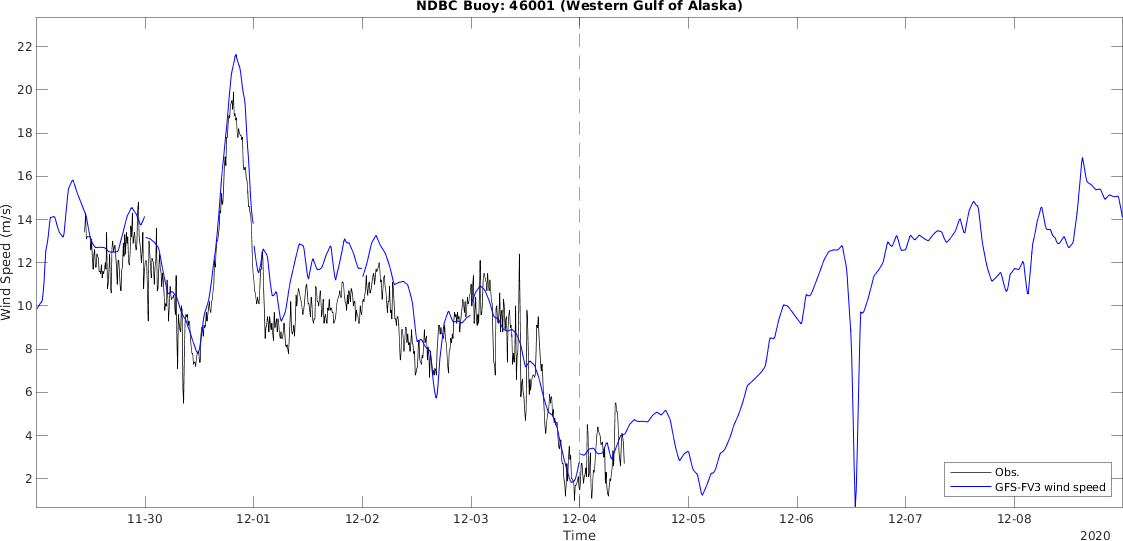 NDBC Buoy: 46001 (Western Gulf of Alaska)
22
20
18
16
14
12
10
8
6
4
2
Wind Speed (m/s)
11-30 12-01 12-02 12-03 12-04 12-05 12-06 12-07 12-08
Time
2020
Obs.
GFS-FV3 wind speed